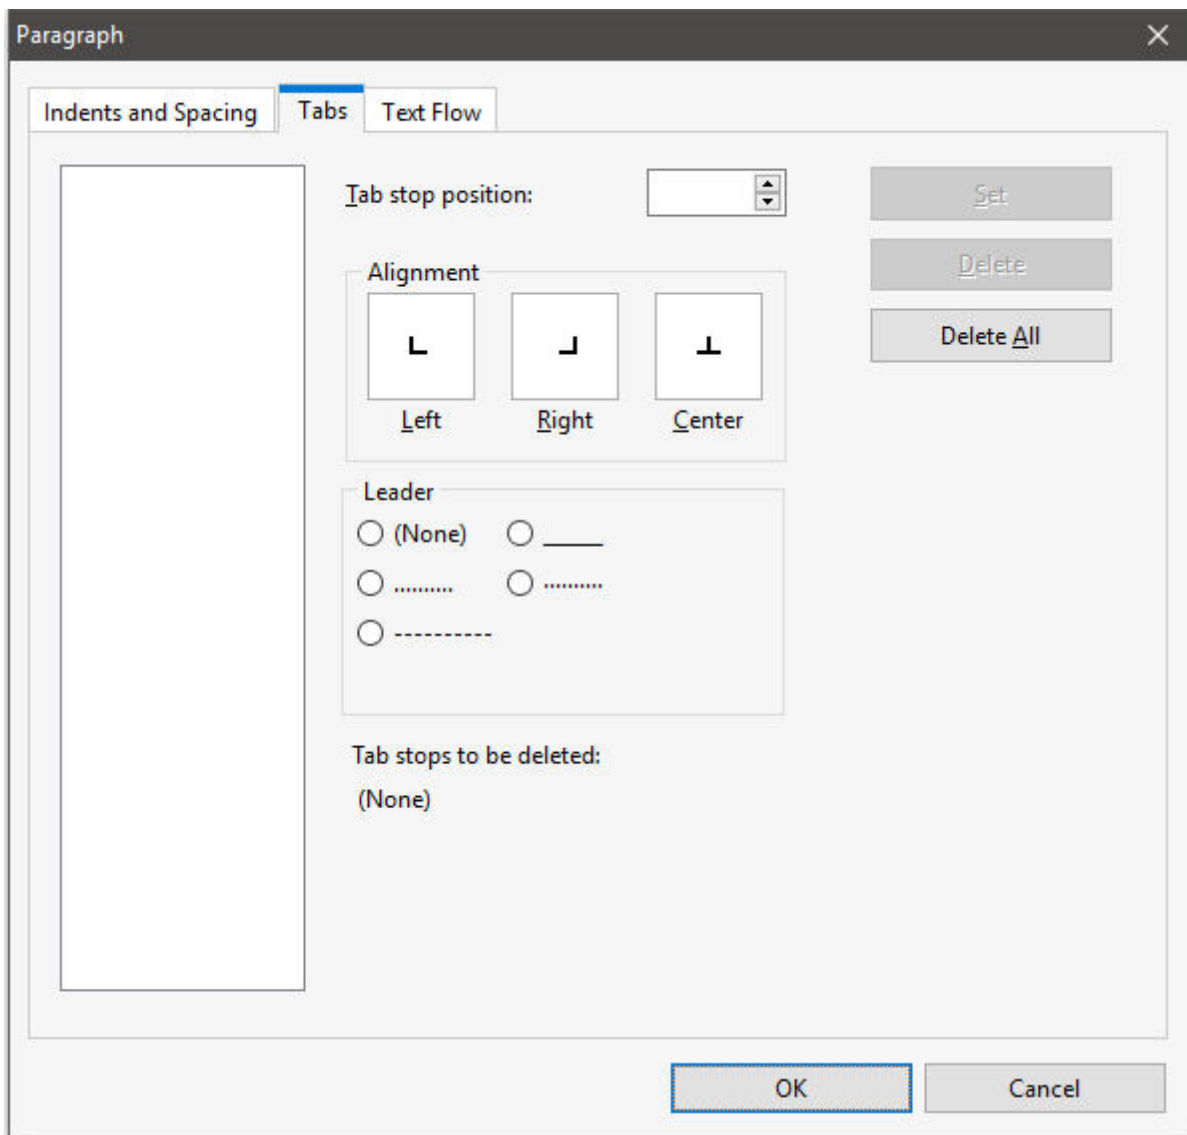 Paragraph
Indents and Spacing Tabs Text Flow
Tab stop position:
Set
Delete
Delete All
Alignment
Left Right Center
Leader
(None) _____
.......... ..........
----------
Tab stops to be deleted:
(None)
OK Cancel